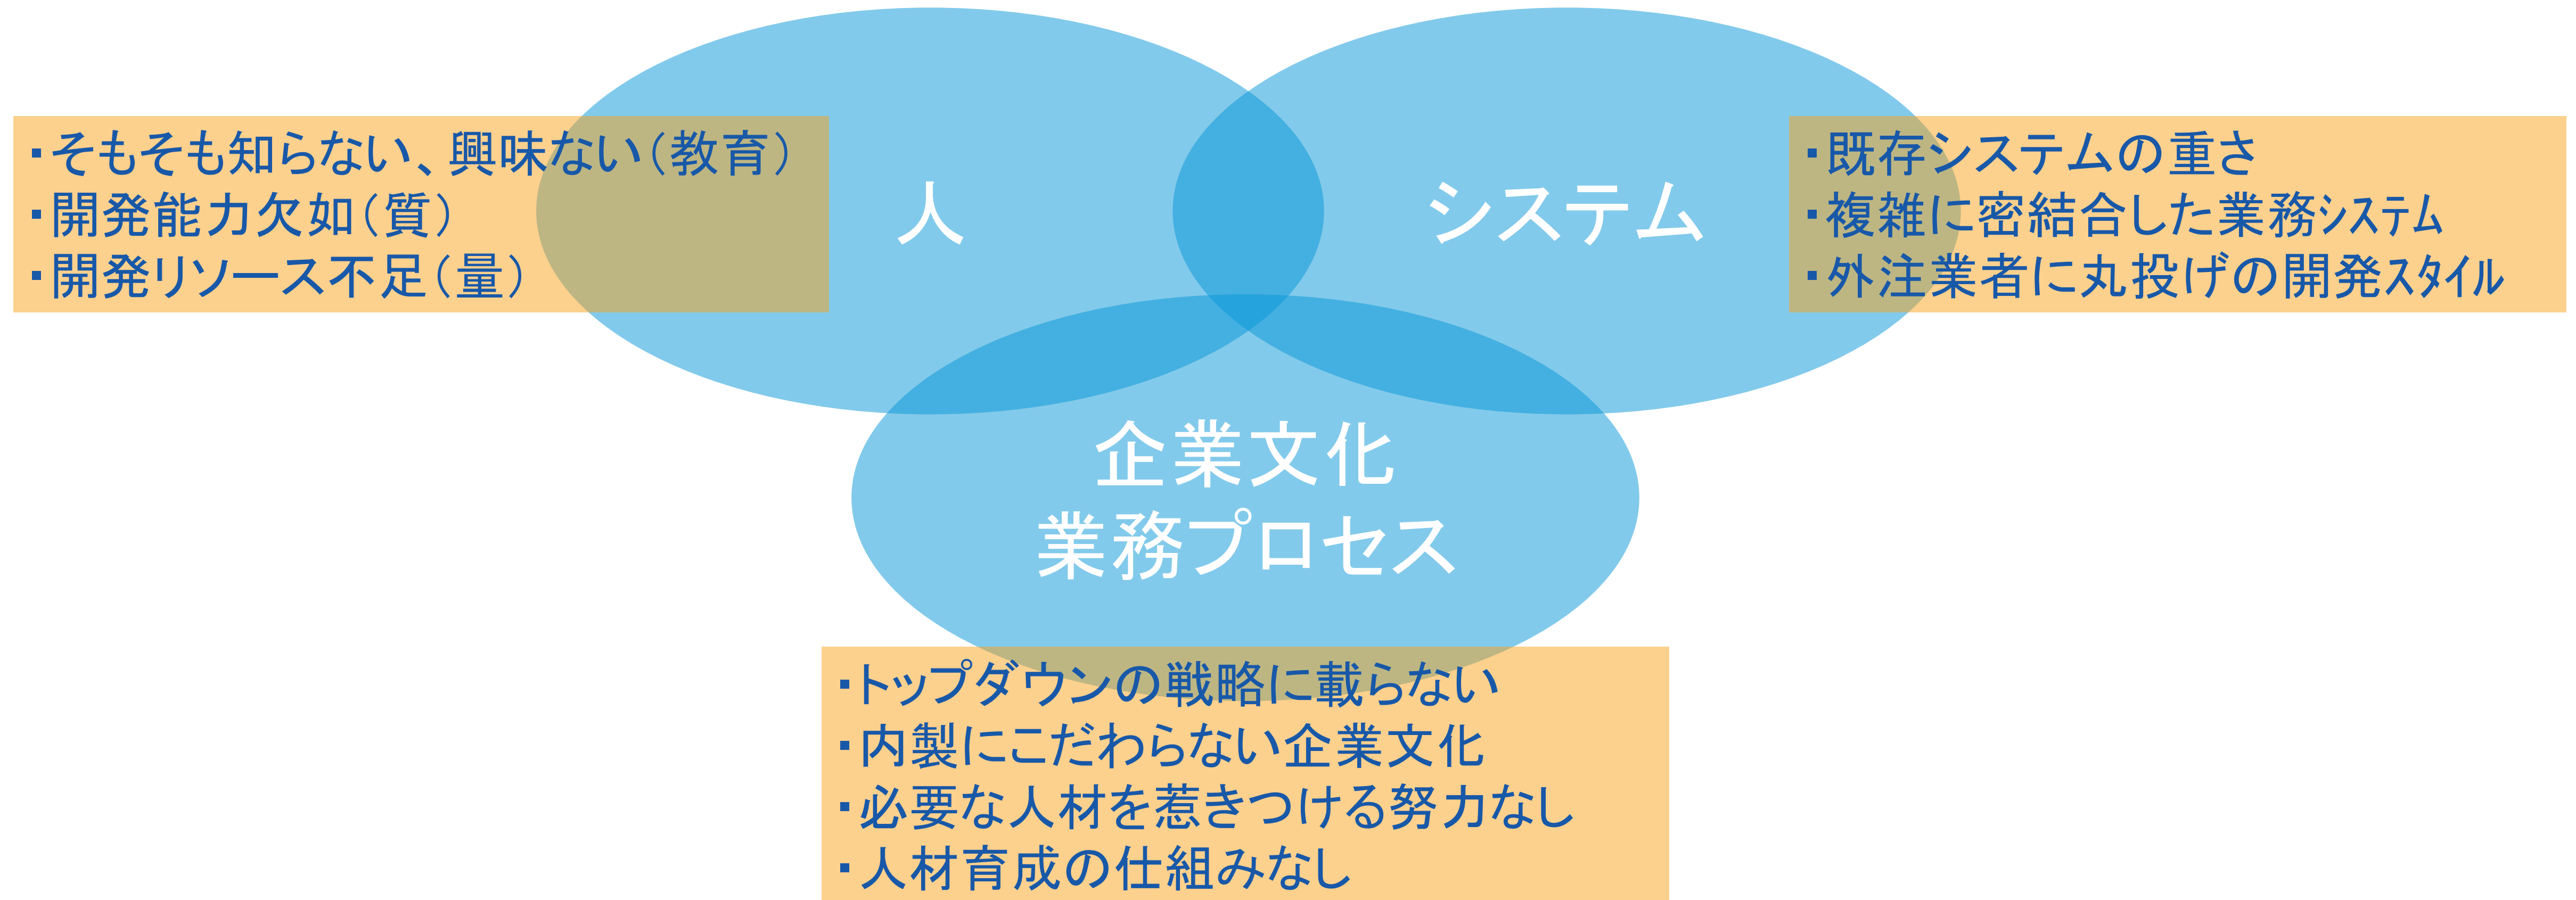 ・そもそも知らない、興味ない（教育）
・開発能力欠如（質）
・開発リソース不足（量）
人
システム
・既存システムの重さ
・複雑に密結合した業務ｼｽﾃﾑ
・外注業者に丸投げの開発ｽﾀｲﾙ
企業文化
業務プロセス
・トップダウンの戦略に載らない
・内製にこだわらない企業文化
・必要な人材を惹きつける努力なし
・人材育成の仕組みなし